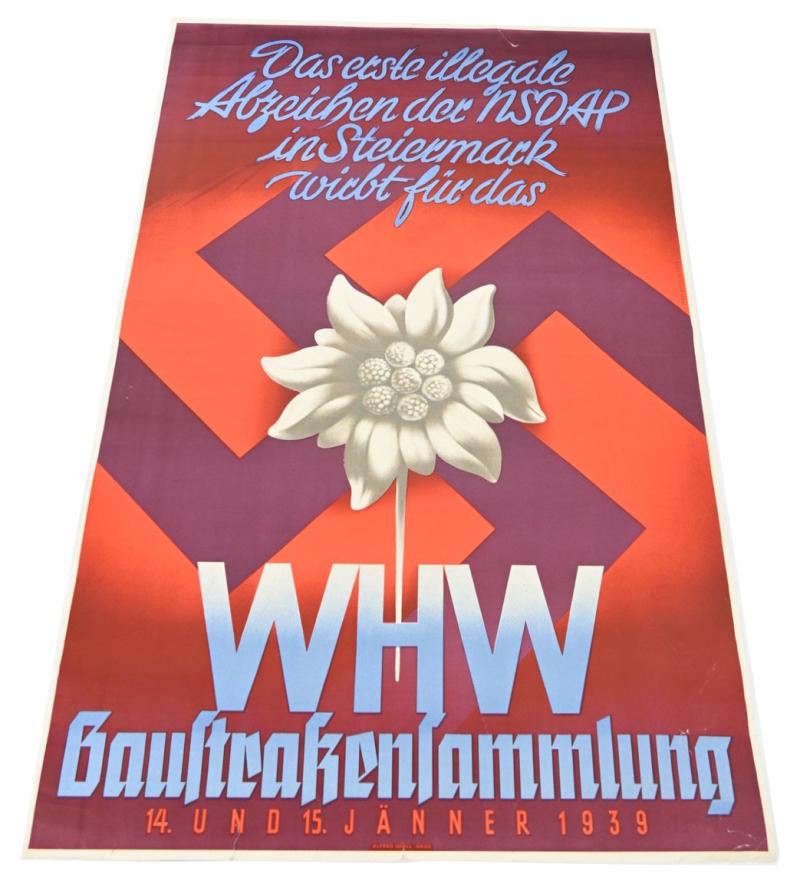 Das erste illegale
Abzeichen der NSDAP
in Steiermark
wirbt für das
WHW
Gaustraßensammlung
14. UND 15. JÄNNER 1939